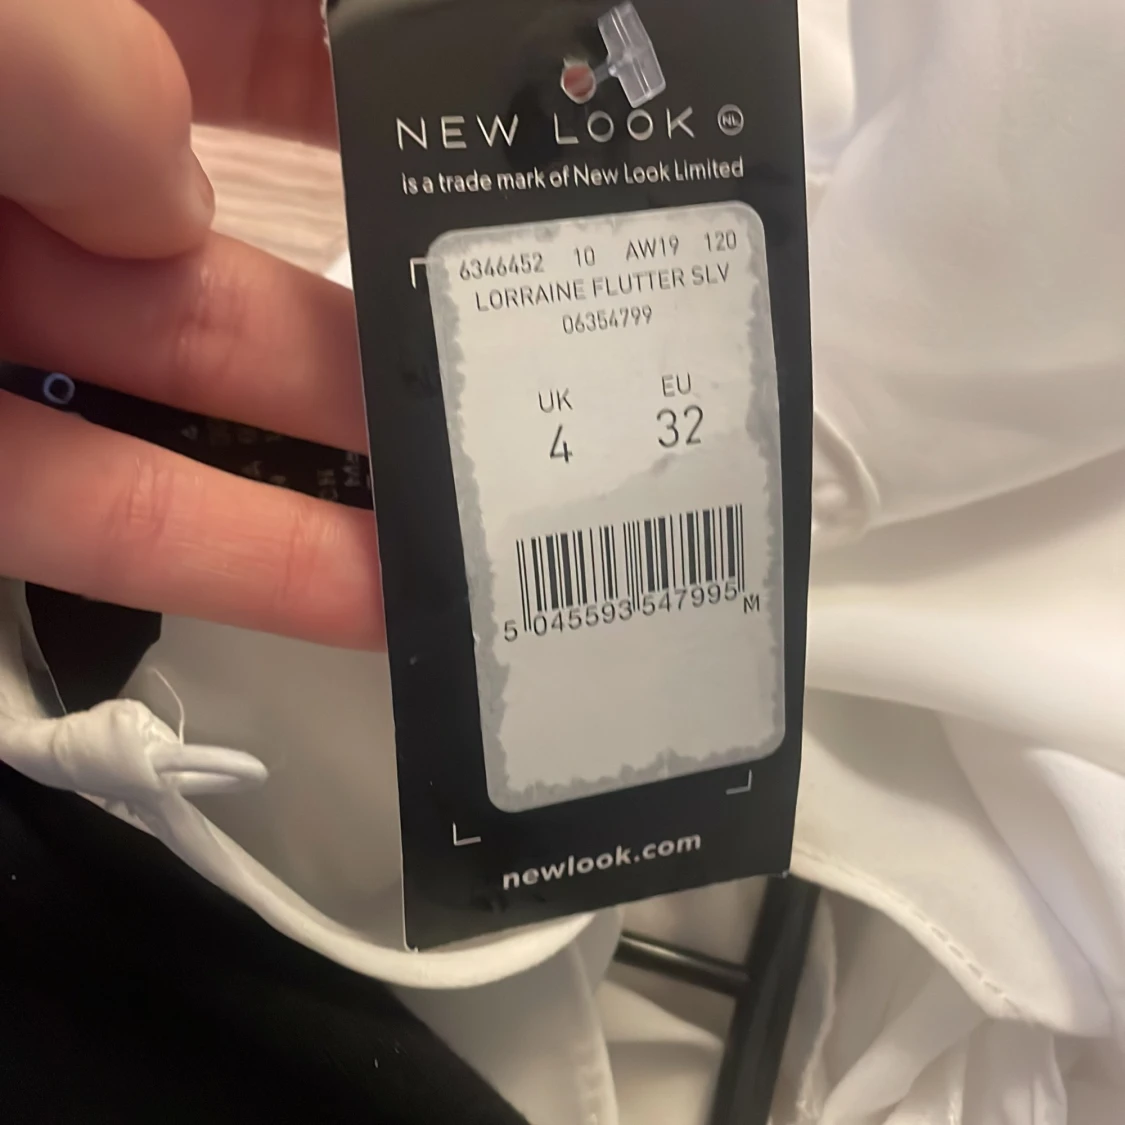 NEW LOOK NL
is a trade mark of New Look Limited
6346452 10 AW19 120
LORRAINE FLUTTER SLV
06354799
UK EU
4 32
5 045593 547995 M
newlook.com